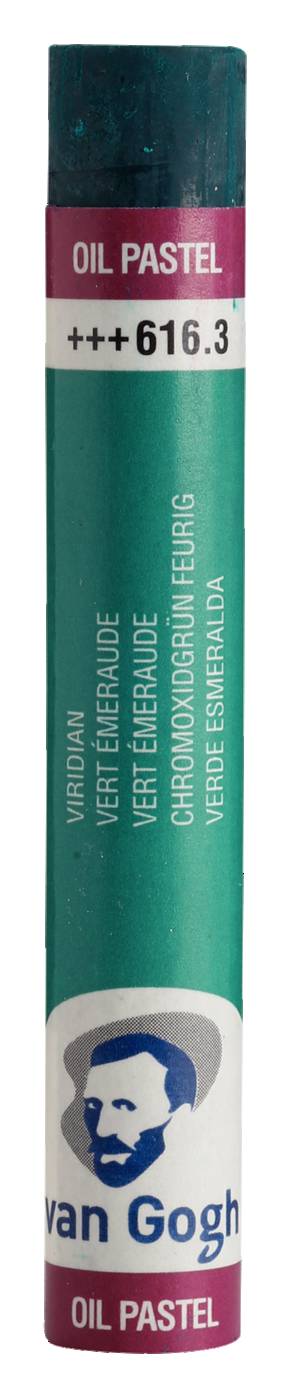 OIL PASTEL
+++616.3
VIRIDIAN
VERT ÉMERAUDE
VERT ÉMERAUDE
CHROMOXIDGRÜN FEURIG
VERDE ESMERALDA
van Gogh
OIL PASTEL